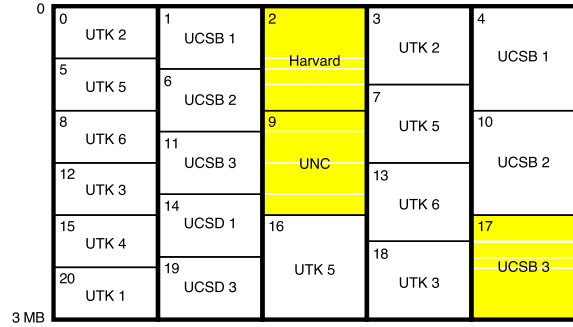 0
3 MB
0
UTK 2
5
UTK 5
8
UTK 6
12
UTK 3
15
UTK 4
20
UTK 1
1
UCSB 1
6
UCSB 2
11
UCSB 3
14
UCSD 1
19
UCSD 3
2
Harvard
9
UNC
16
UTK 5
3
UTK 2
7
UTK 5
13
UTK 6
18
UTK 3
4
UCSB 1
10
UCSB 2
17
UCSB 3